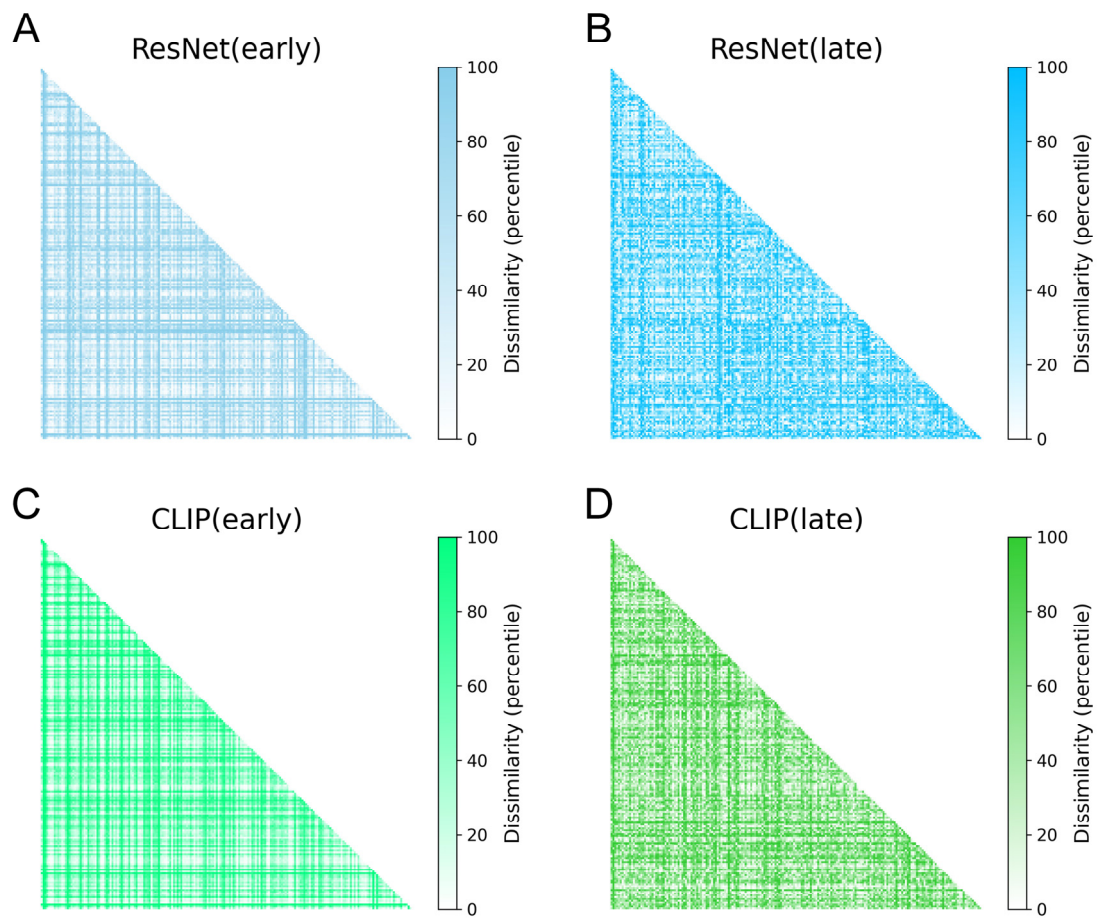 A
ResNet(early)
100
80
60
40
20
0
Dissimilarity (percentile)
B
ResNet(late)
100
80
60
40
20
0
Dissimilarity (percentile)
C
CLIP(early)
100
80
60
40
20
0
Dissimilarity (percentile)
D
CLIP(late)
100
80
60
40
20
0
Dissimilarity (percentile)